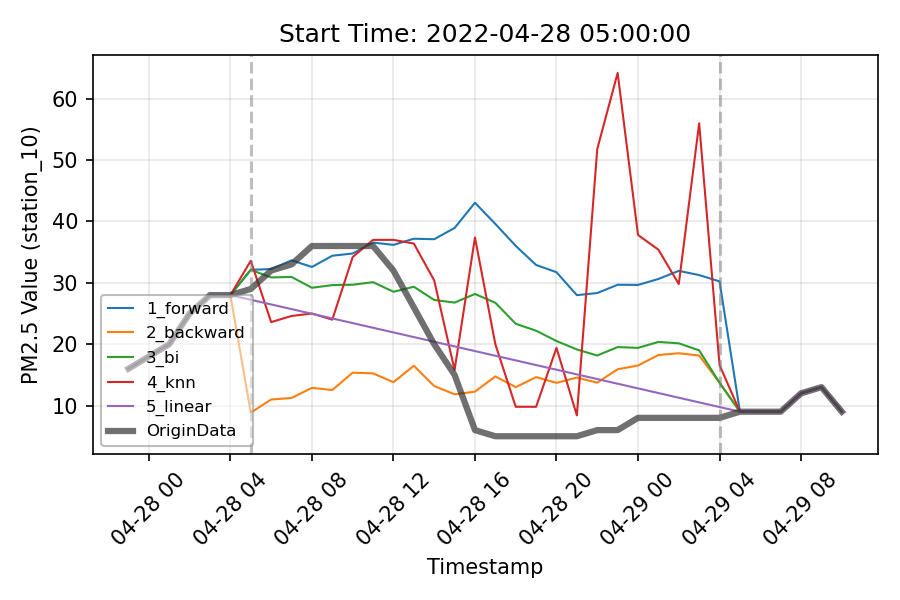 Start Time: 2022-04-28 05:00:00
PM2.5 Value (station_10)
60
50
40
30
20
10
1_forward
2_backward
3_bi
4_knn
5_linear
OriginData
04-28 00
04-28 04
04-28 08
04-28 12
04-28 16
04-28 20
04-29 00
04-29 04
04-29 08
Timestamp